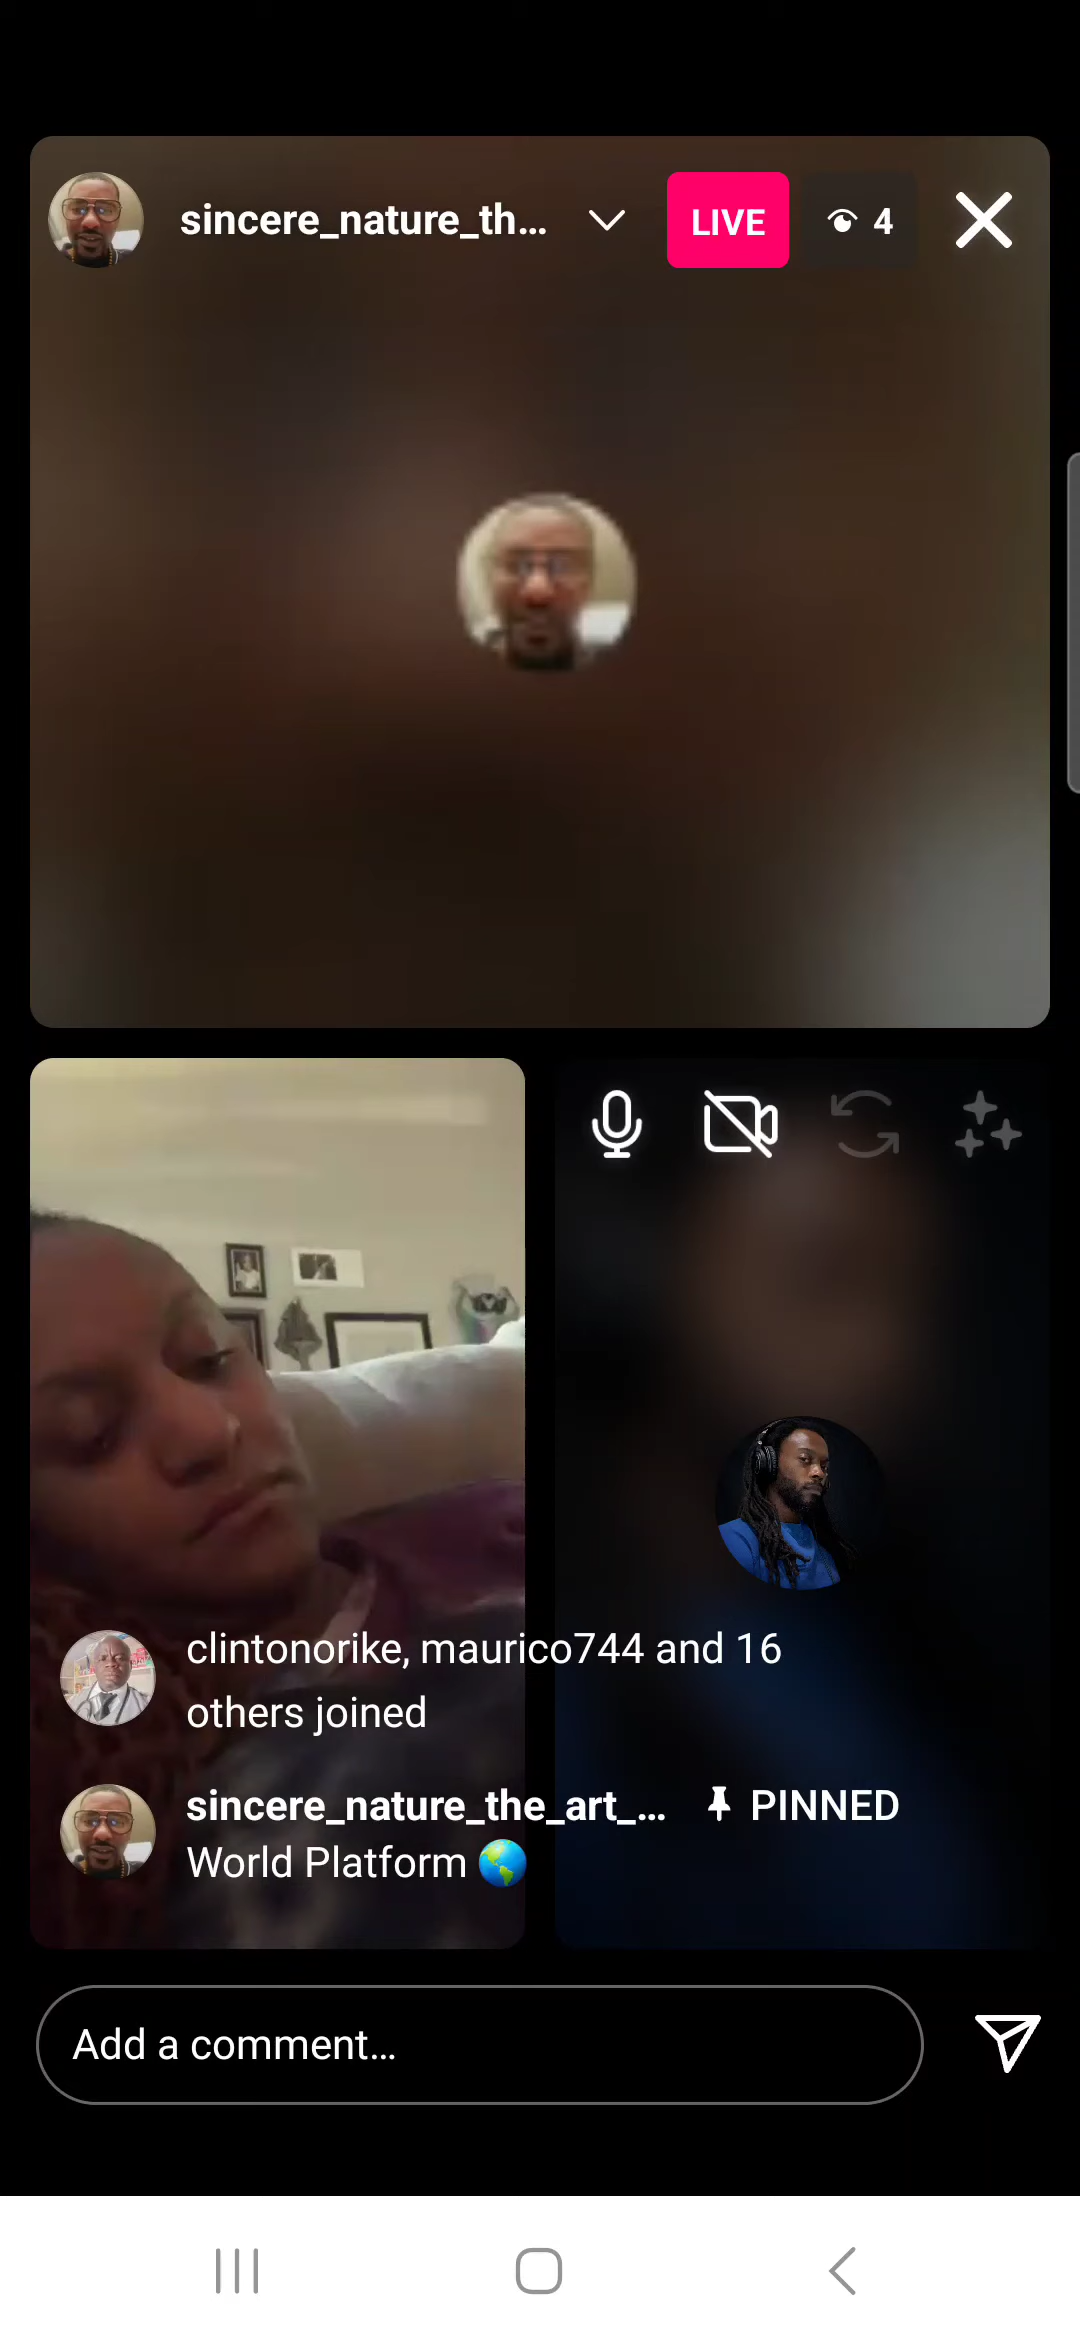 sincere_nature_th...
LIVE
4
clintonorike, maurico744 and 16
others joined
sincere_nature_the_art_... PINNED
World Platform 🌎
Add a comment...